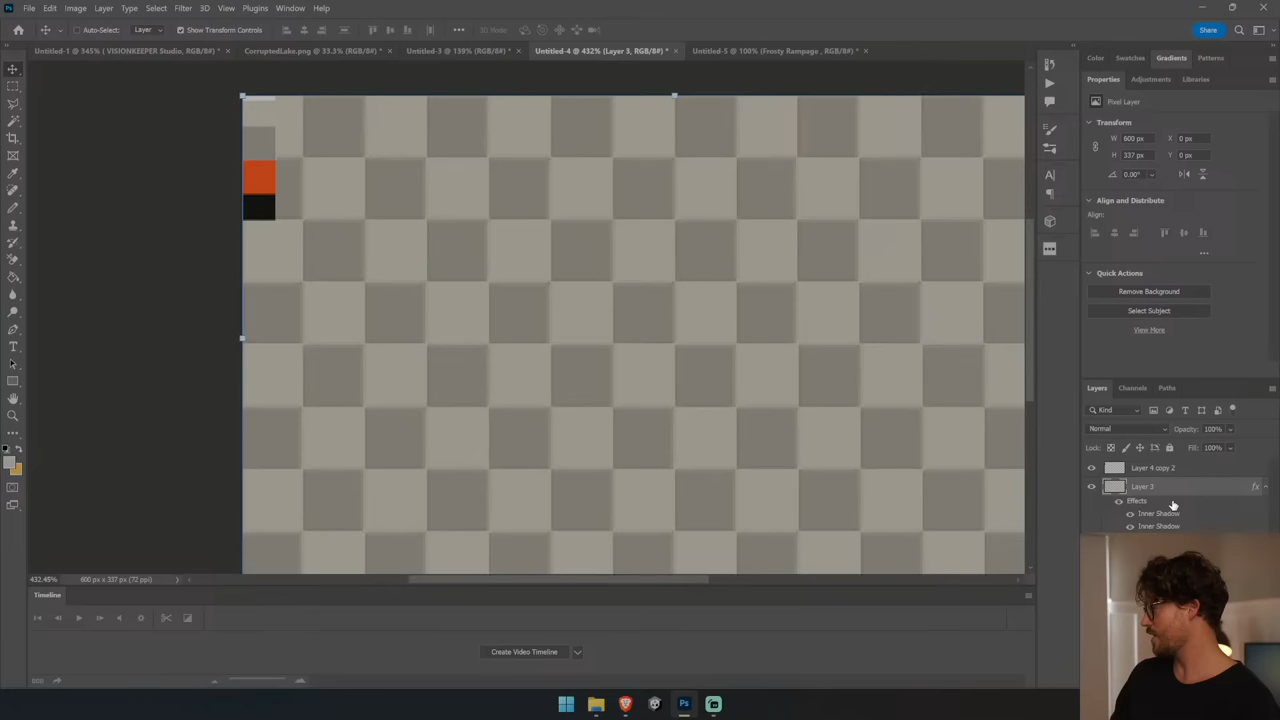 Ps File Edit Image Layer Type Select Filter 3D View Plugins Window Help
Auto-Select: Layer Show Transform Controls 3D Mode Share
Untitled-1 @ 345% ( VISIONKEEPER Studio, RGB/8#) * × CorruptedLake.png @ 33.3% (RGB/8#) * × Untitled-3 @ 139% (RGB/8#) * × Untitled-4 @ 432% (Layer 3, RGB/8#) * × Untitled-5 @ 100% (Frosty Rampage , RGB/8#) * ×
Color Swatches Gradients Patterns
Properties Adjustments Libraries
Pixel Layer
Transform
W 600 px X 0 px
H 337 px Y 0 px
0.00°
Align and Distribute
Align:
Quick Actions
Remove Background
Select Subject
View More
Layers Channels Paths
Kind
Normal Opacity: 100%
Lock: Fill: 100%
Layer 4 copy 2
Layer 3 fx
Effects
Inner Shadow
Inner Shadow
432.45% 600 px x 337 px (72 ppi)
Timeline
Create Video Timeline
Ps